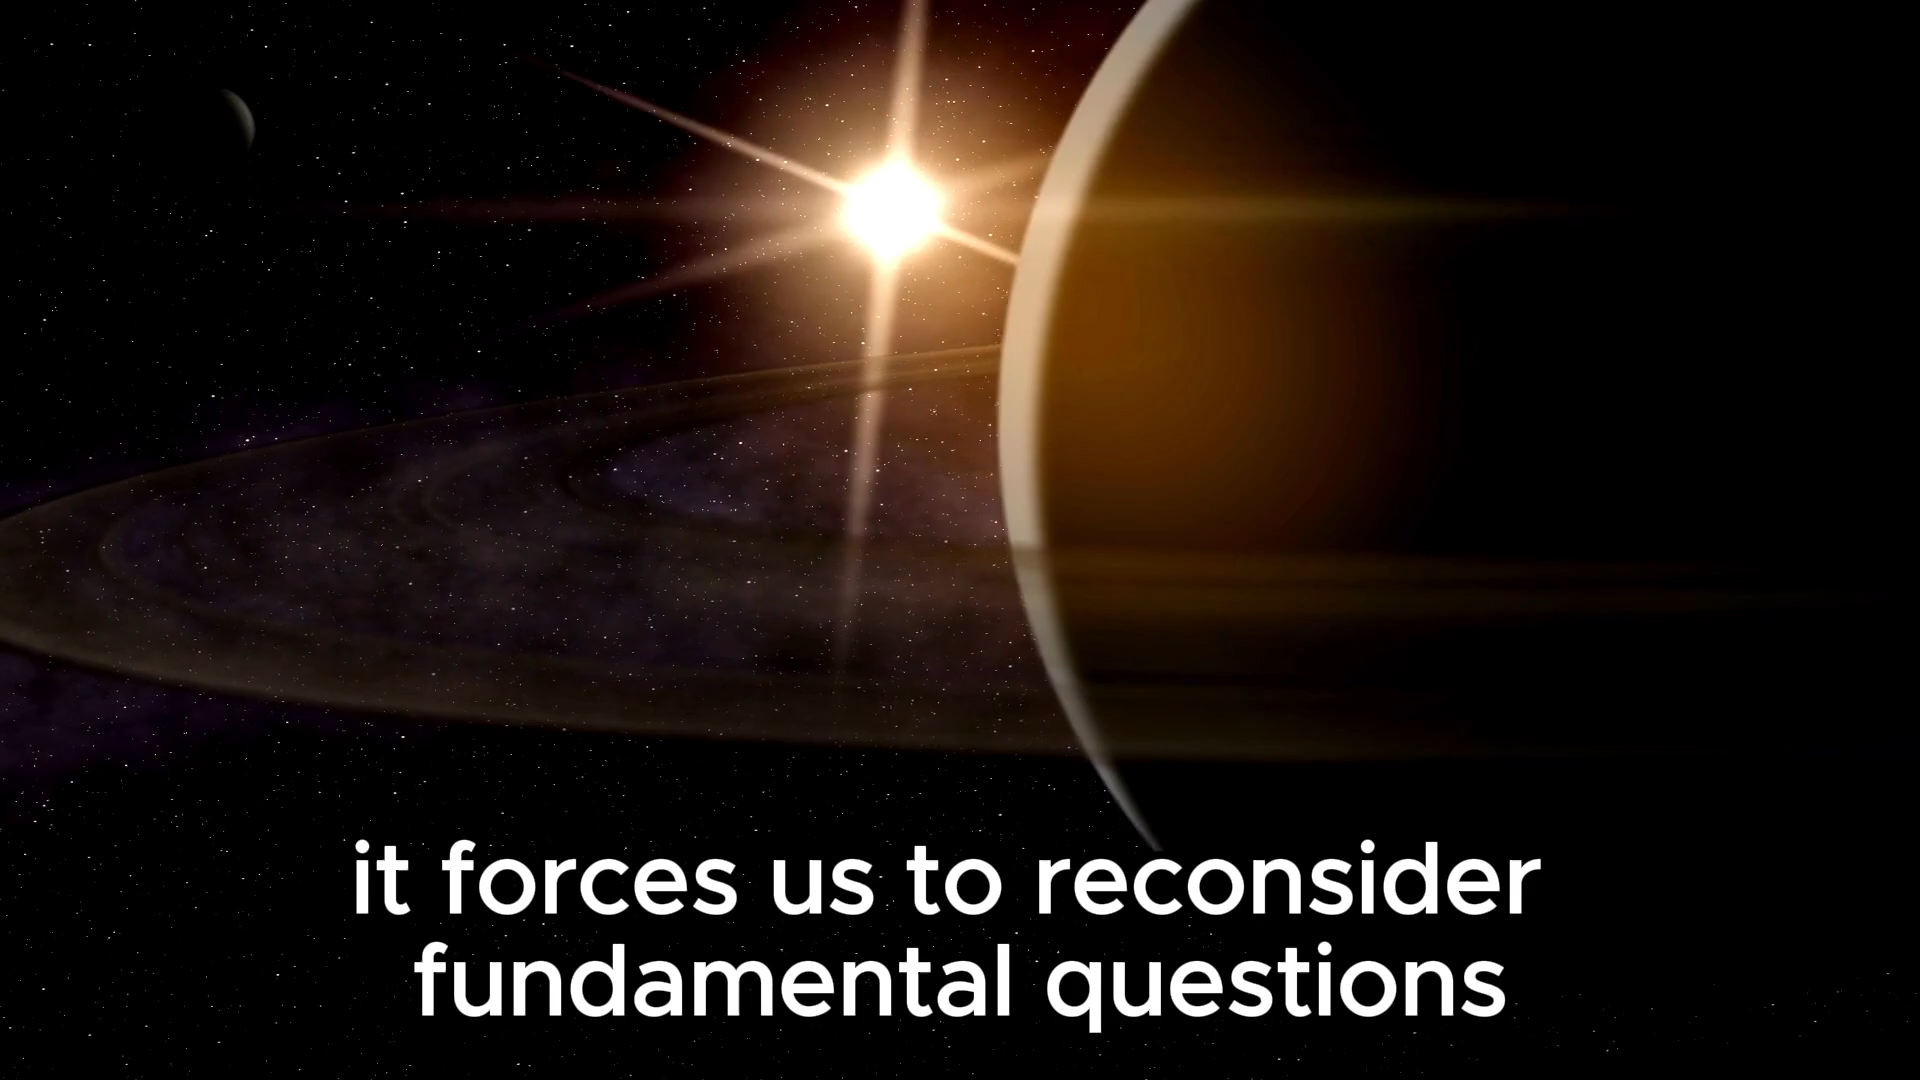 it forces us to reconsider
fundamental questions